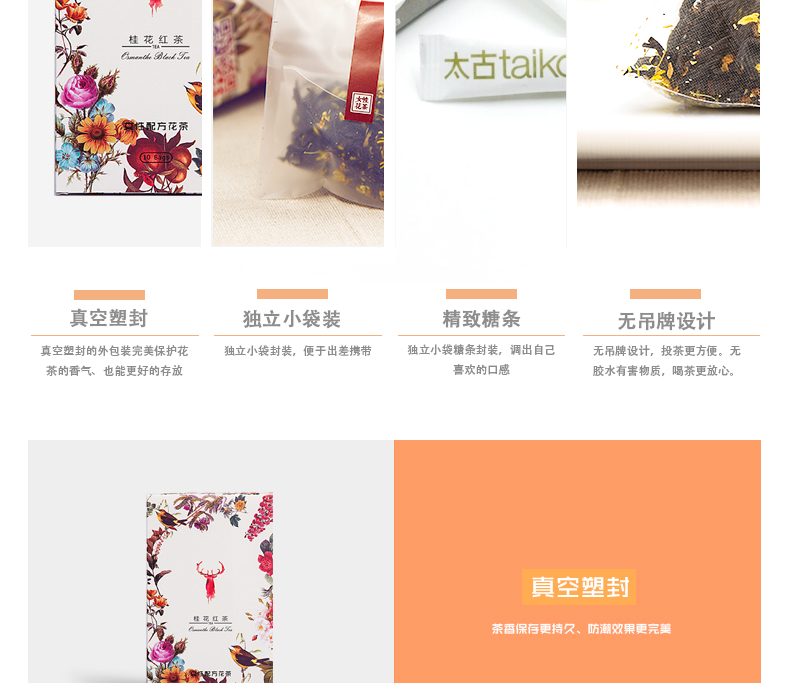 桂花红茶
TEA
Osmanthe Black Tea
女性配方花茶
10 Bags
女性
花茶
太古taiko
真空塑封
独立小袋装
精致糖条
无吊牌设计
真空塑封的外包装完美保护花
茶的香气、也能更好的存放
独立小袋封装，便于出差携带
独立小袋糖条封装，调出自己
喜欢的口感
无吊牌设计，投茶更方便。无
胶水有害物质，喝茶更放心。
桂花红茶
Osmanthe Black Tea
女性配方花茶
真空塑封
茶香保存更持久、防潮效果更完美